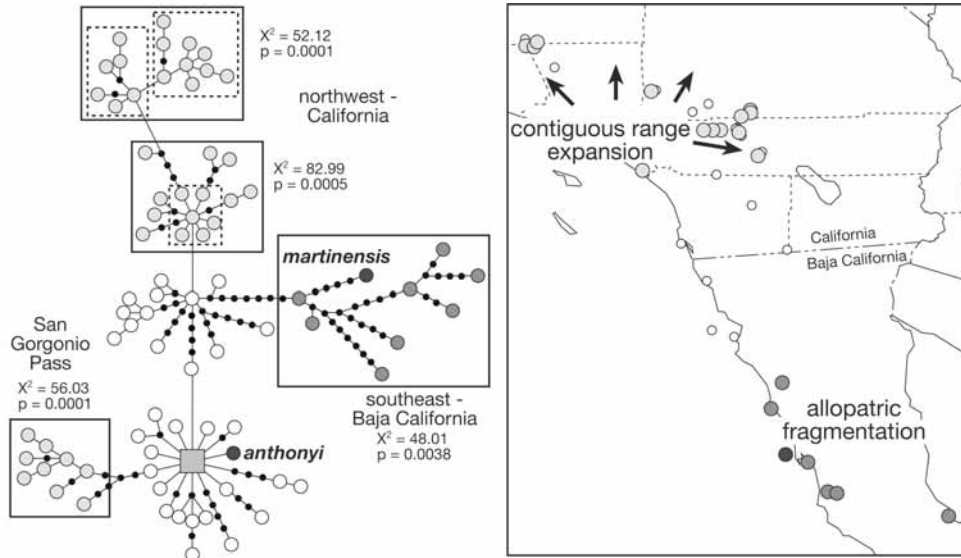 X² = 52.12
p = 0.0001
northwest -
California
X² = 82.99
p = 0.0005
martinensis
San
Gorgonio
Pass
X² = 56.03
p = 0.0001
southeast -
Baja California
X² = 48.01
p = 0.0038
anthonyi
contiguous range
expansion
California
Baja California
allopatric
fragmentation